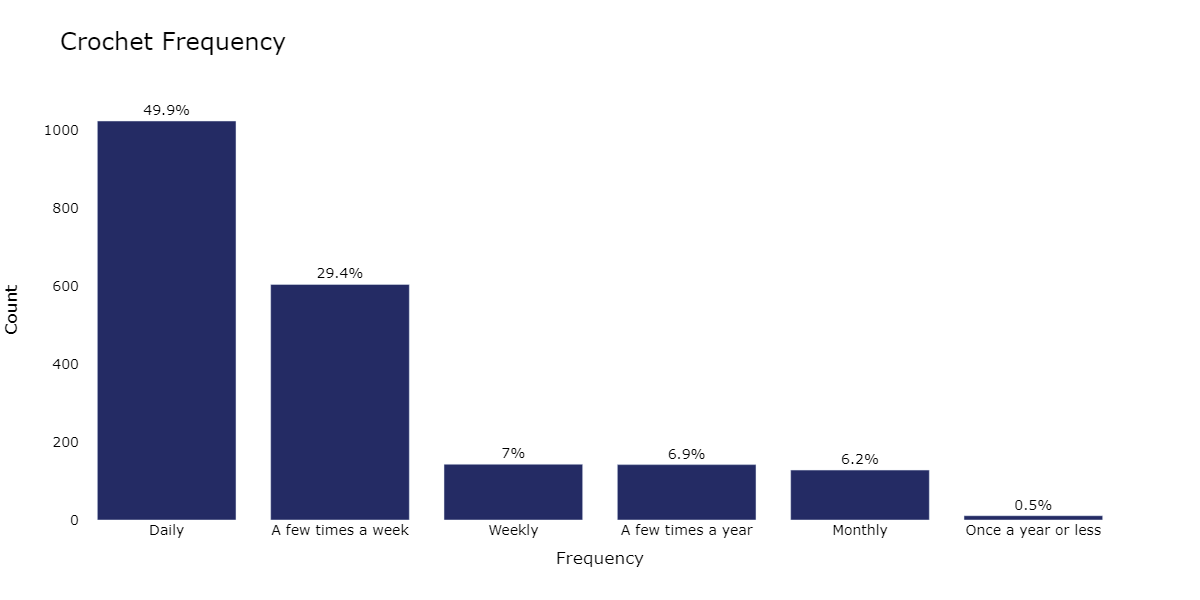 Crochet Frequency
49.9%
1000
800
29.4%
600
Count
400
7%
6.9%
6.2%
200
0.5%
0
Daily
A few times a week
Weekly
A few times a year
Monthly
Once a year or less
Frequency